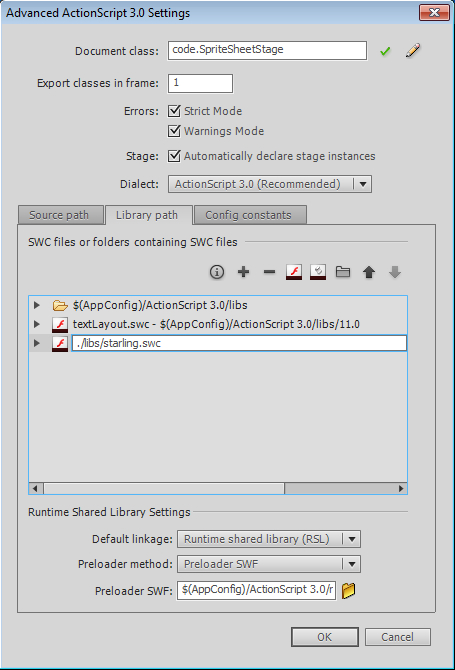 Advanced ActionScript 3.0 Settings
Document class: code.SpriteSheetStage
Export classes in frame: 1
Errors: Strict Mode
Warnings Mode
Stage: Automatically declare stage instances
Dialect: ActionScript 3.0 (Recommended)
Source path Library path Config constants
SWC files or folders containing SWC files
$(AppConfig)/ActionScript 3.0/libs
textLayout.swc - $(AppConfig)/ActionScript 3.0/libs/11.0
./libs/starling.swc
Runtime Shared Library Settings
Default linkage: Runtime shared library (RSL)
Preloader method: Preloader SWF
Preloader SWF: $(AppConfig)/ActionScript 3.0/r
OK Cancel